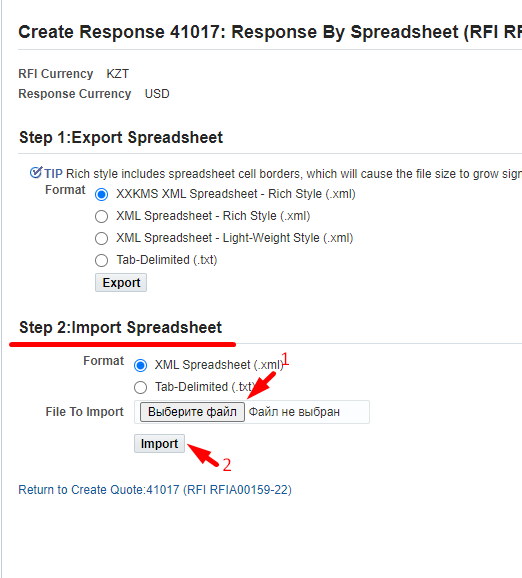 Create Response 41017: Response By Spreadsheet (RFI RF
RFI Currency KZT
Response Currency USD
Step 1:Export Spreadsheet
TIP Rich style includes spreadsheet cell borders, which will cause the file size to grow sign
Format XXKMS XML Spreadsheet - Rich Style (.xml)
XML Spreadsheet - Rich Style (.xml)
XML Spreadsheet - Light-Weight Style (.xml)
Tab-Delimited (.txt)
Export
Step 2:Import Spreadsheet
Format XML Spreadsheet (.xml) 1
Tab-Delimited (.txt)
File To Import Выберите файл Файл не выбран
Import
2
Return to Create Quote:41017 (RFI RFIA00159-22)